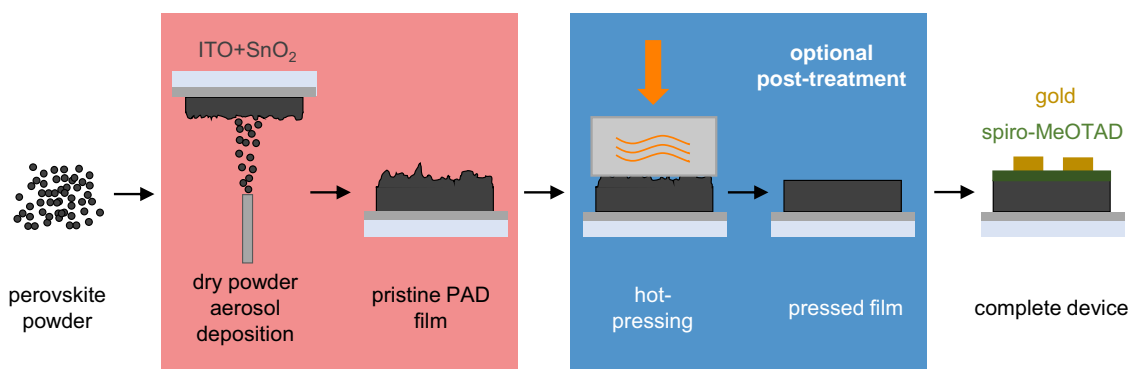 ITO+SnO₂
optional
post-treatment
gold
spiro-MeOTAD
perovskite
powder
dry powder
aerosol
deposition
pristine PAD
film
hot-
pressing
pressed film
complete device